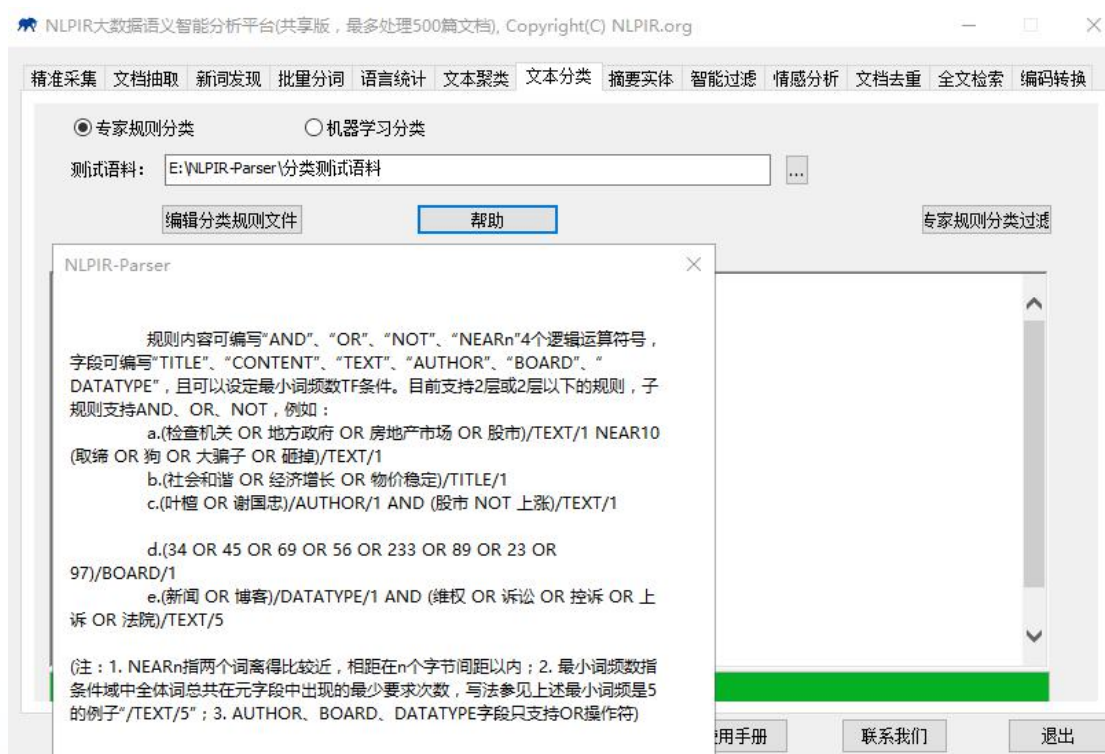 NLPIR大数据语义智能分析平台(共享版，最多处理500篇文档), Copyright(C) NLPIR.org
精准采集 文档抽取 新词发现 批量分词 语言统计 文本聚类 文本分类 摘要实体 智能过滤 情感分析 文档去重 全文检索 编码转换
专家规则分类 机器学习分类
测试语料： E:\NLPIR-Parser\分类测试语料 ...
编辑分类规则文件 帮助 专家规则分类过滤
NLPIR-Parser
规则内容可编写“AND”、“OR”、“NOT”、“NEARn”4个逻辑运算符号，
字段可编写“TITLE”、“CONTENT”、“TEXT”、“AUTHOR”、“BOARD”、“
DATATYPE”，且可以设定最小词频数TF条件。目前支持2层或2层以下的规则，子
规则支持AND、OR、NOT，例如：
a.(检查机关 OR 地方政府 OR 房地产市场 OR 股市)/TEXT/1 NEAR10
(取缔 OR 狗 OR 大骗子 OR 砸掉)/TEXT/1
b.(社会和谐 OR 经济增长 OR 物价稳定)/TITLE/1
c.(叶檀 OR 谢国忠)/AUTHOR/1 AND (股市 NOT 上涨)/TEXT/1
d.(34 OR 45 OR 69 OR 56 OR 233 OR 89 OR 23 OR
97)/BOARD/1
e.(新闻 OR 博客)/DATATYPE/1 AND (维权 OR 诉讼 OR 控诉 OR 上
诉 OR 法院)/TEXT/5
(注：1. NEARn指两个词离得比较近，相距在n个字节间距以内；2. 最小词频数指
条件域中全体词总共在元字段中出现的最少要求次数，写法参见上述最小词频是5
的例子“/TEXT/5”；3. AUTHOR、BOARD、DATATYPE字段只支持OR操作符)
用手册 联系我们 退出